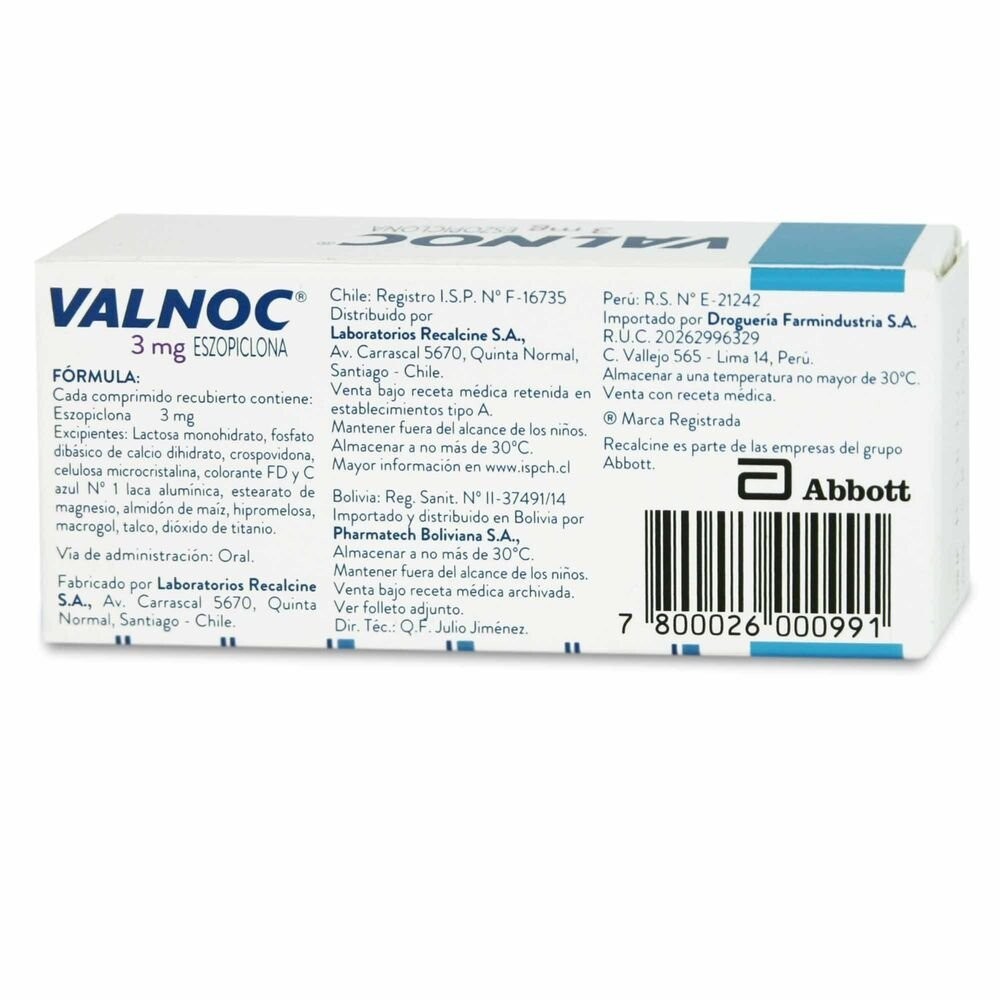 VALNOC®
3 mg ESZOPICLONA
VALNOC®
3 mg ESZOPICLONA
FÓRMULA:
Cada comprimido recubierto contiene:
Eszopiclona 3 mg
Excipientes: Lactosa monohidrato, fosfato
dibásico de calcio dihidrato, crospovidona,
celulosa microcristalina, colorante FD y C
azul N° 1 laca alumínica, estearato de
magnesio, almidón de maíz, hipromelosa,
macrogol, talco, dióxido de titanio.
Vía de administración: Oral.
Fabricado por Laboratorios Recalcine
S.A., Av. Carrascal 5670, Quinta
Normal, Santiago - Chile.
Chile: Registro I.S.P. N° F-16735
Distribuido por
Laboratorios Recalcine S.A.,
Av. Carrascal 5670, Quinta Normal,
Santiago - Chile.
Venta bajo receta médica retenida en
establecimientos tipo A.
Mantener fuera del alcance de los niños.
Almacenar a no más de 30°C.
Mayor información en www.ispch.cl
Bolivia: Reg. Sanit. N° II-37491/14
Importado y distribuido en Bolivia por
Pharmatech Boliviana S.A.,
Almacenar a no más de 30°C.
Mantener fuera del alcance de los niños.
Venta bajo receta médica archivada.
Ver folleto adjunto.
Dir. Téc.: Q.F. Julio Jiménez.
Perú: R.S. N° E-21242
Importado por Droguería Farmindustria S.A.
R.U.C. 20262996329
C. Vallejo 565 - Lima 14, Perú.
Almacenar a una temperatura no mayor de 30°C.
Venta con receta médica.
® Marca Registrada
Recalcine es parte de las empresas del grupo
Abbott.
Abbott
7 800026 000991